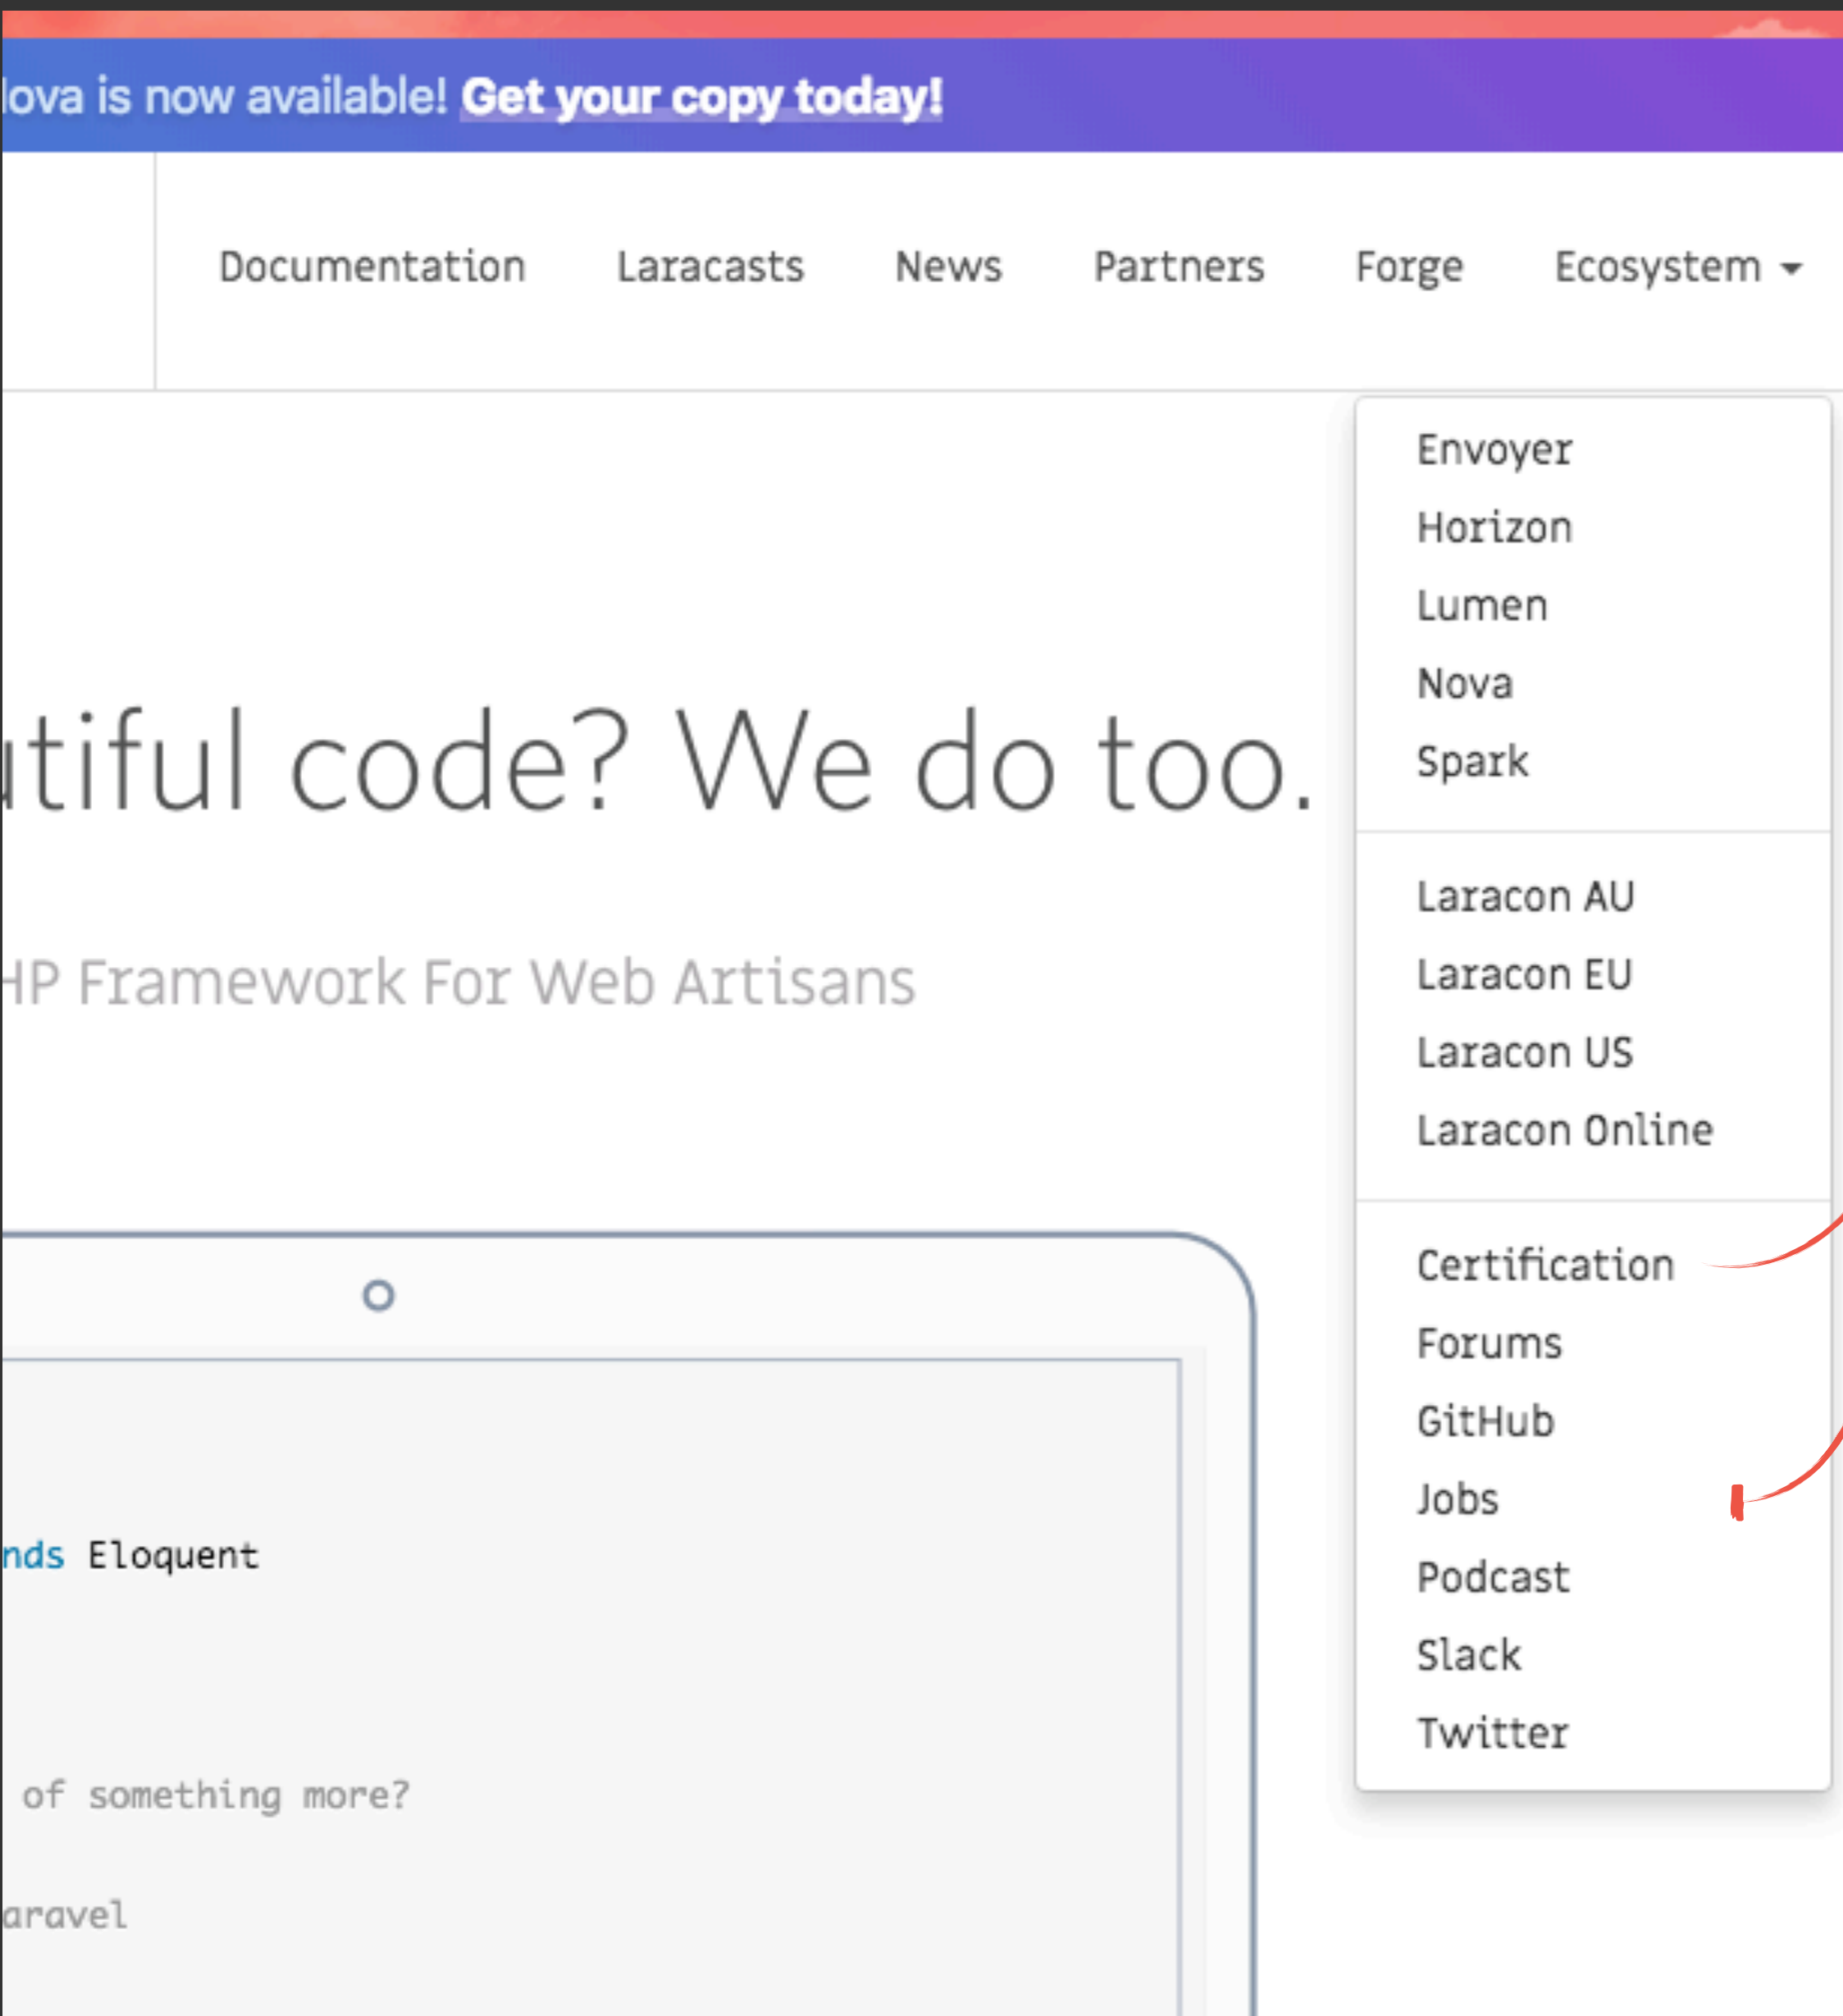 ova is now available! Get your copy today!
Documentation Laracasts News Partners Forge Ecosystem
Envoyer
Horizon
Lumen
Nova
Spark
utiful code? We do too.
Laracon AU
Laracon EU
HP Framework For Web Artisans
Laracon US
Laracon Online
Certification
Forums
GitHub
Jobs
nds Eloquent
Podcast
Slack
Twitter
of something more?
aravel